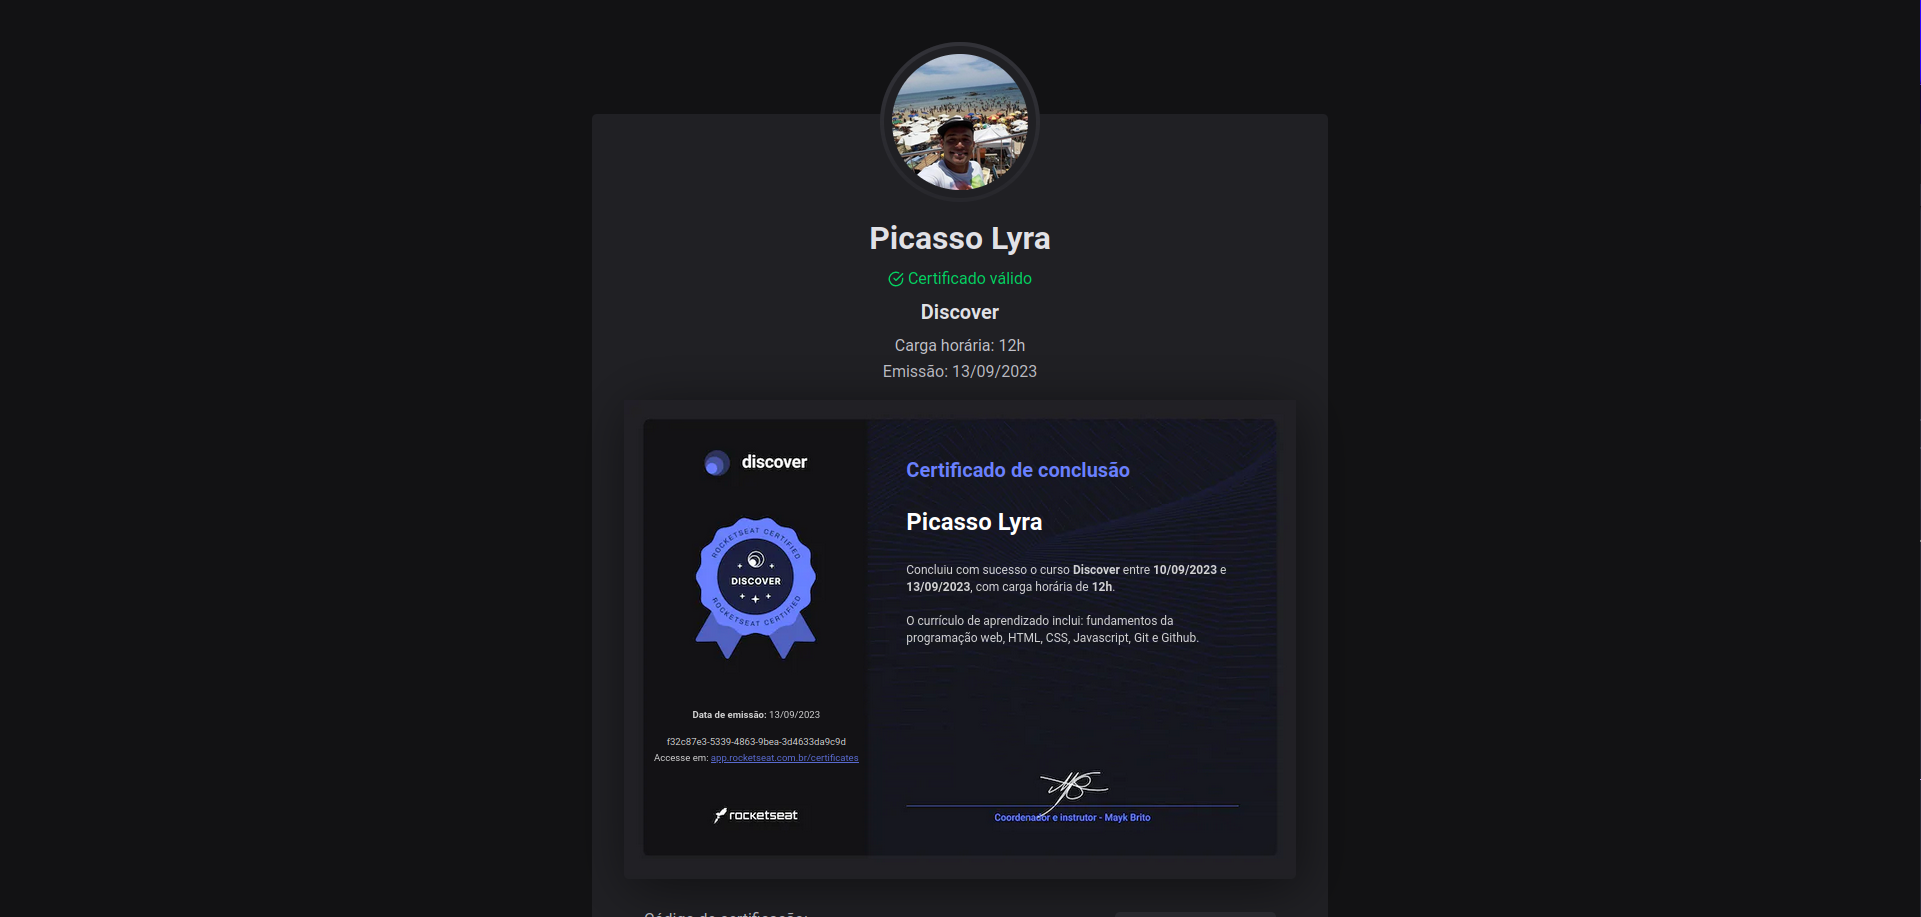 Picasso Lyra
Certificado válido
Discover
Carga horária: 12h
Emissão: 13/09/2023
discover
ROCKETSEAT CERTIFIED
DISCOVER
ROCKETSEAT CERTIFIED
Data de emissão: 13/09/2023
f32c87e3-5339-4863-9bea-3d4633da9c9d
Accesse em: app.rocketseat.com.br/certificates
rocketseat
Certificado de conclusão
Picasso Lyra
Concluiu com sucesso o curso Discover entre 10/09/2023 e
13/09/2023, com carga horária de 12h.
O currículo de aprendizado inclui: fundamentos da
programação web, HTML, CSS, Javascript, Git e Github.
Coordenador e instrutor - Mayk Brito
Código de certificação: